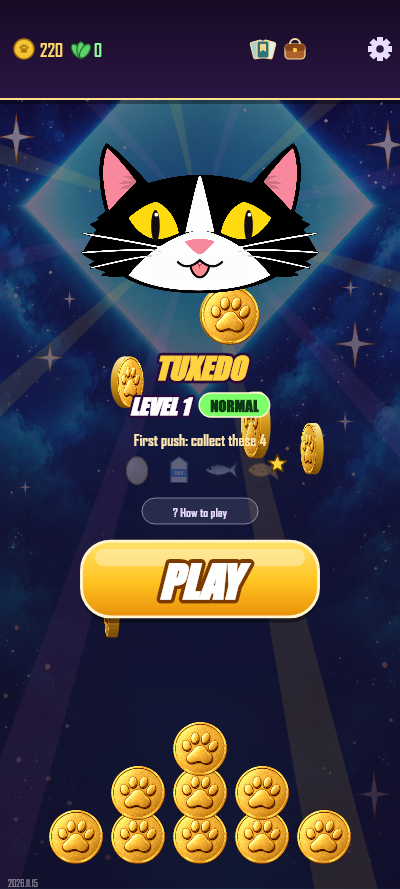 220 0
TUXEDO
LEVEL 1 NORMAL
First push: collect these 4
? How to play
PLAY
2026.11.15